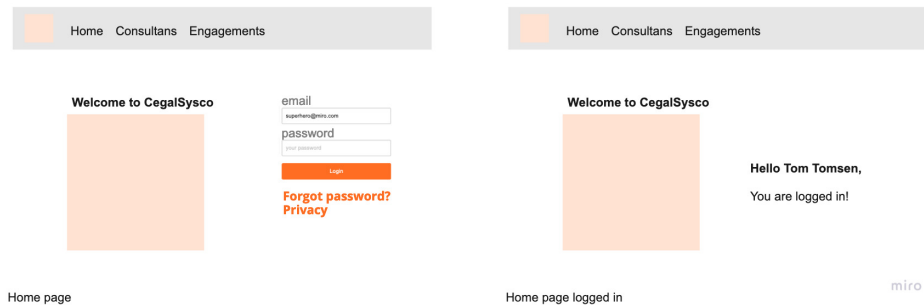 Home Consultans Engagements
Welcome to CegalSysco
email
superhero@miro.com
password
your password
Login
Forgot password?
Privacy
Home page
Home Consultans Engagements
Welcome to CegalSysco
Hello Tom Tomsen,
You are logged in!
Home page logged in
miro